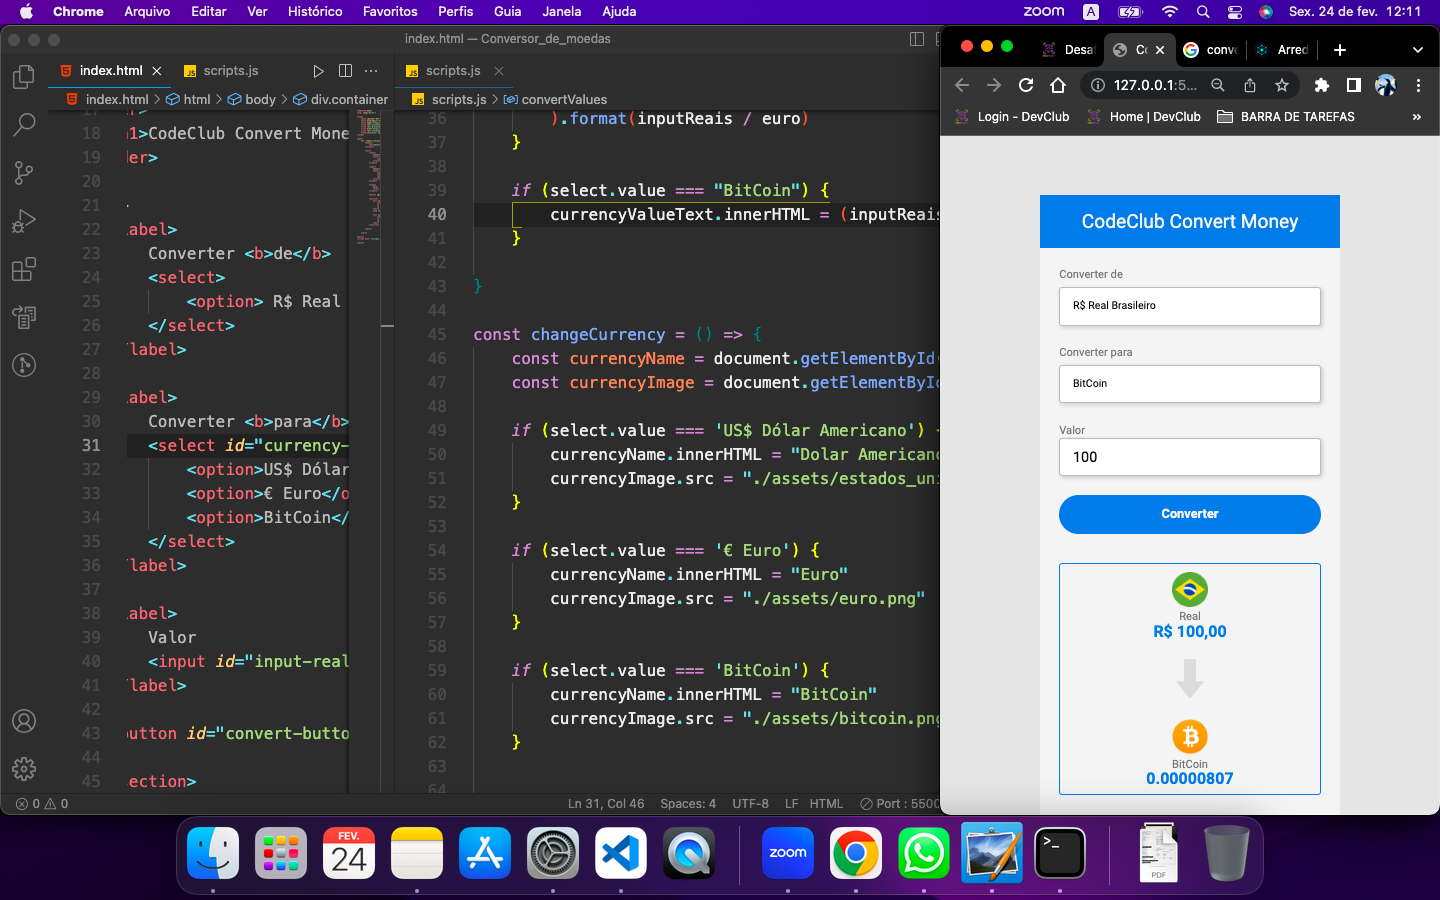 Chrome Arquivo Editar Ver Histórico Favoritos Perfis Guia Janela Ajuda zoom A Sex. 24 de fev. 12:11
index.html — Conversor_de_moedas
index.html scripts.js
index.html > html > body > div.container
18 1>CodeClub Convert Mone
19 er>
20
21
22 abel>
23 Converter <b>de</b>
24 <select>
25 <option> R$ Real
26 </select>
27 label>
28
29 abel>
30 Converter <b>para</b>
31 <select id="currency-
32 <option>US$ Dólar
33 <option>€ Euro</o
34 <option>BitCoin</
35 </select>
36 label>
37
38 abel>
39 Valor
40 <input id="input-real
41 label>
42
43 utton id="convert-butto
44
45 ection>
scripts.js
scripts.js > convertValues
36 ).format(inputReais / euro)
37 }
38
39 if (select.value === "BitCoin") {
40 currencyValueText.innerHTML = (inputReais
41 }
42
43 }
44
45 const changeCurrency = () => {
46 const currencyName = document.getElementById
47 const currencyImage = document.getElementById
48
49 if (select.value === 'US$ Dólar Americano') {
50 currencyName.innerHTML = "Dolar Americano
51 currencyImage.src = "./assets/estados_uni
52 }
53
54 if (select.value === '€ Euro') {
55 currencyName.innerHTML = "Euro"
56 currencyImage.src = "./assets/euro.png"
57 }
58
59 if (select.value === 'BitCoin') {
60 currencyName.innerHTML = "BitCoin"
61 currencyImage.src = "./assets/bitcoin.png
62 }
63
64
0 0 Ln 31, Col 46 Spaces: 4 UTF-8 LF HTML Port : 5500
Desa Co conve Arred
127.0.0.1:5...
Login - DevClub Home | DevClub BARRA DE TAREFAS »
CodeClub Convert Money
Converter de
R$ Real Brasileiro
Converter para
BitCoin
Valor
100
Converter
Real
R$ 100,00
BitCoin
0.00000807
FEV.
24
zoom
>_
PDF